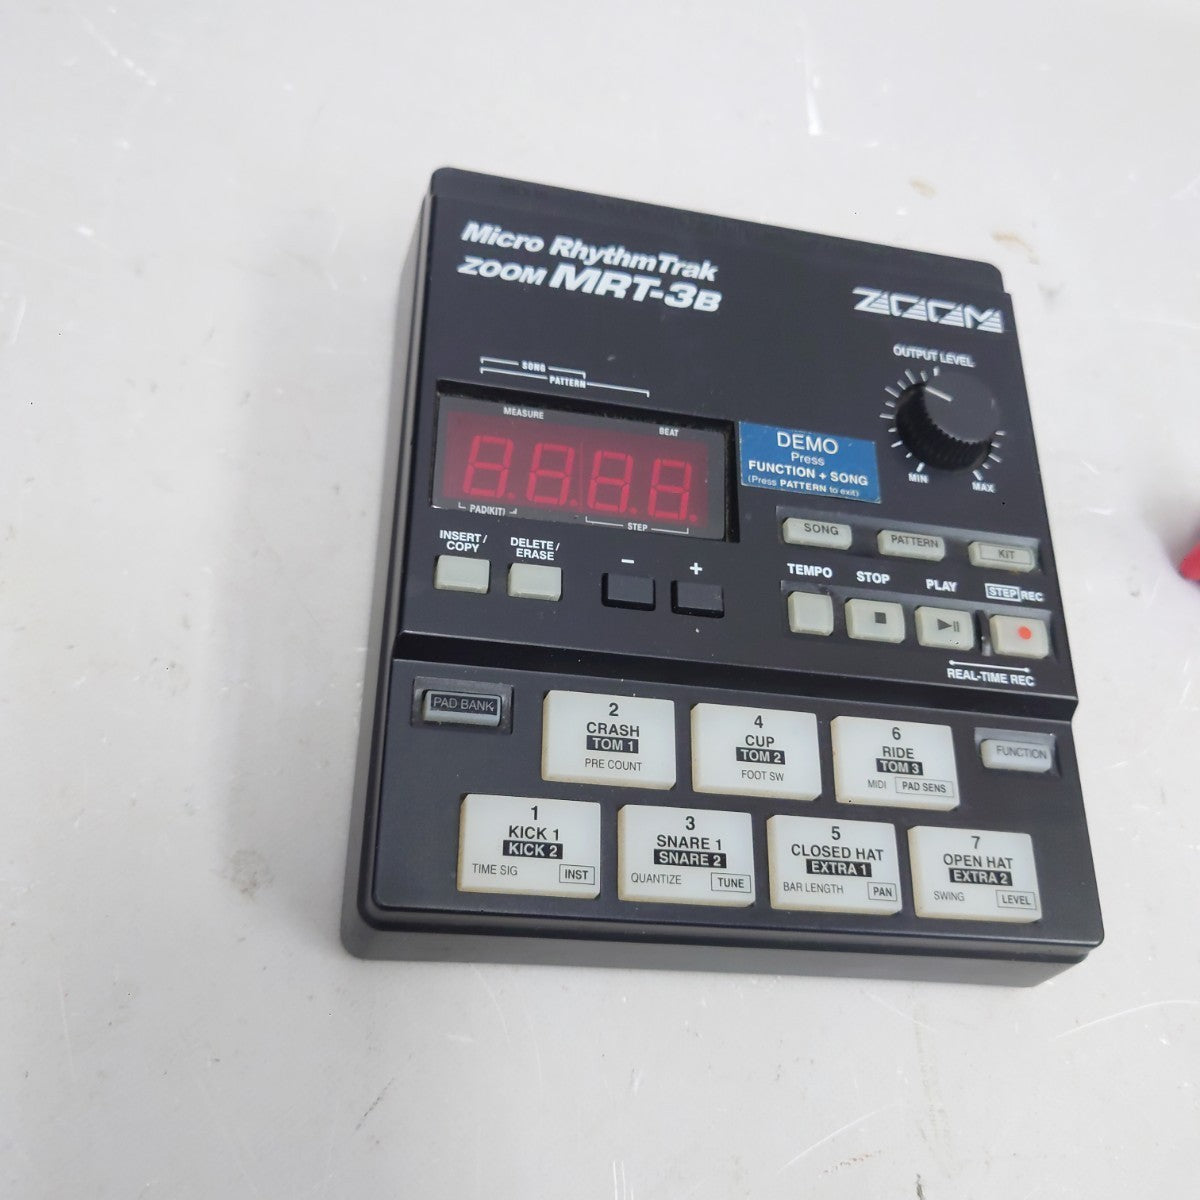 Micro RhythmTrak
ZOOM MRT-3B
ZOOM
OUTPUT LEVEL
MIN
MAX
SONG
PATTERN
MEASURE
BEAT
8.8.8.8.
PAD(KIT)
STEP
DEMO
Press
FUNCTION + SONG
(Press PATTERN to exit)
SONG
PATTERN
KIT
INSERT/
COPY
DELETE/
ERASE
−
+
TEMPO
STOP
PLAY
STEP REC
REAL-TIME REC
PAD BANK
FUNCTION
2
CRASH
TOM 1
PRE COUNT
4
CUP
TOM 2
FOOT SW
6
RIDE
TOM 3
MIDI PAD SENS
1
KICK 1
KICK 2
TIME SIG INST
3
SNARE 1
SNARE 2
QUANTIZE TUNE
5
CLOSED HAT
EXTRA 1
BAR LENGTH PAN
7
OPEN HAT
EXTRA 2
SWING LEVEL